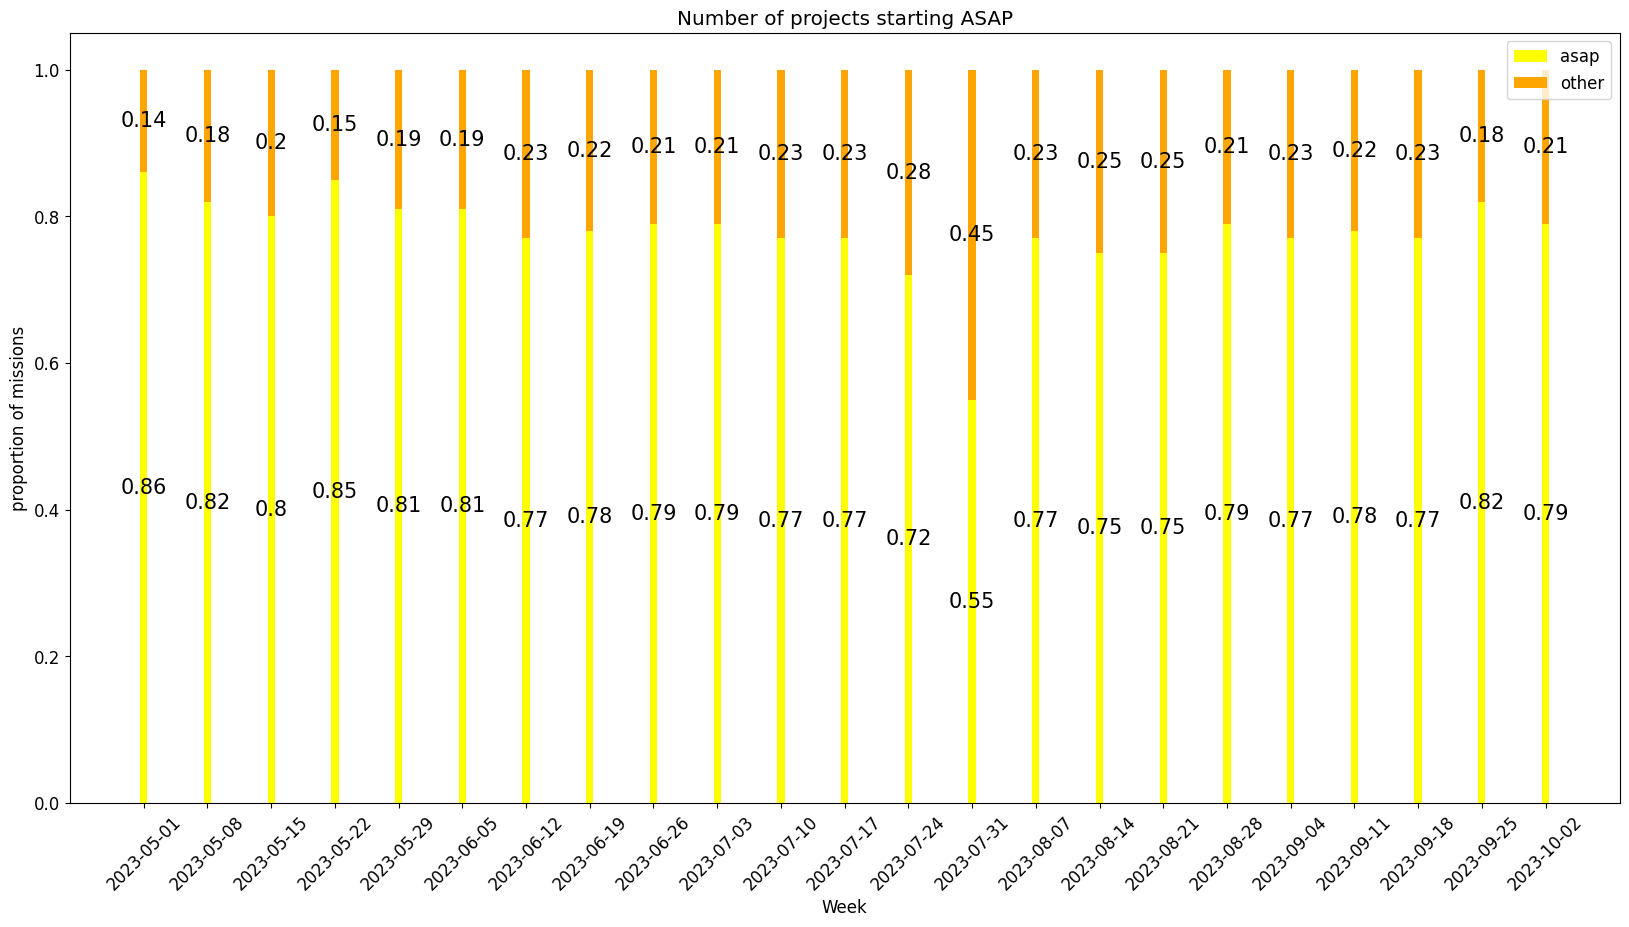 Number of projects starting ASAP
asap
other
proportion of missions
1.0
0.8
0.6
0.4
0.2
0.0
0.14 0.18 0.2 0.15 0.19 0.19 0.23 0.22 0.21 0.21 0.23 0.23 0.28 0.45 0.23 0.25 0.25 0.21 0.23 0.22 0.23 0.18 0.21
0.86 0.82 0.8 0.85 0.81 0.81 0.77 0.78 0.79 0.79 0.77 0.77 0.72 0.55 0.77 0.75 0.75 0.79 0.77 0.78 0.77 0.82 0.79
2023-05-01 2023-05-08 2023-05-15 2023-05-22 2023-05-29 2023-06-05 2023-06-12 2023-06-19 2023-06-26 2023-07-03 2023-07-10 2023-07-17 2023-07-24 2023-07-31 2023-08-07 2023-08-14 2023-08-21 2023-08-28 2023-09-04 2023-09-11 2023-09-18 2023-09-25 2023-10-02
Week